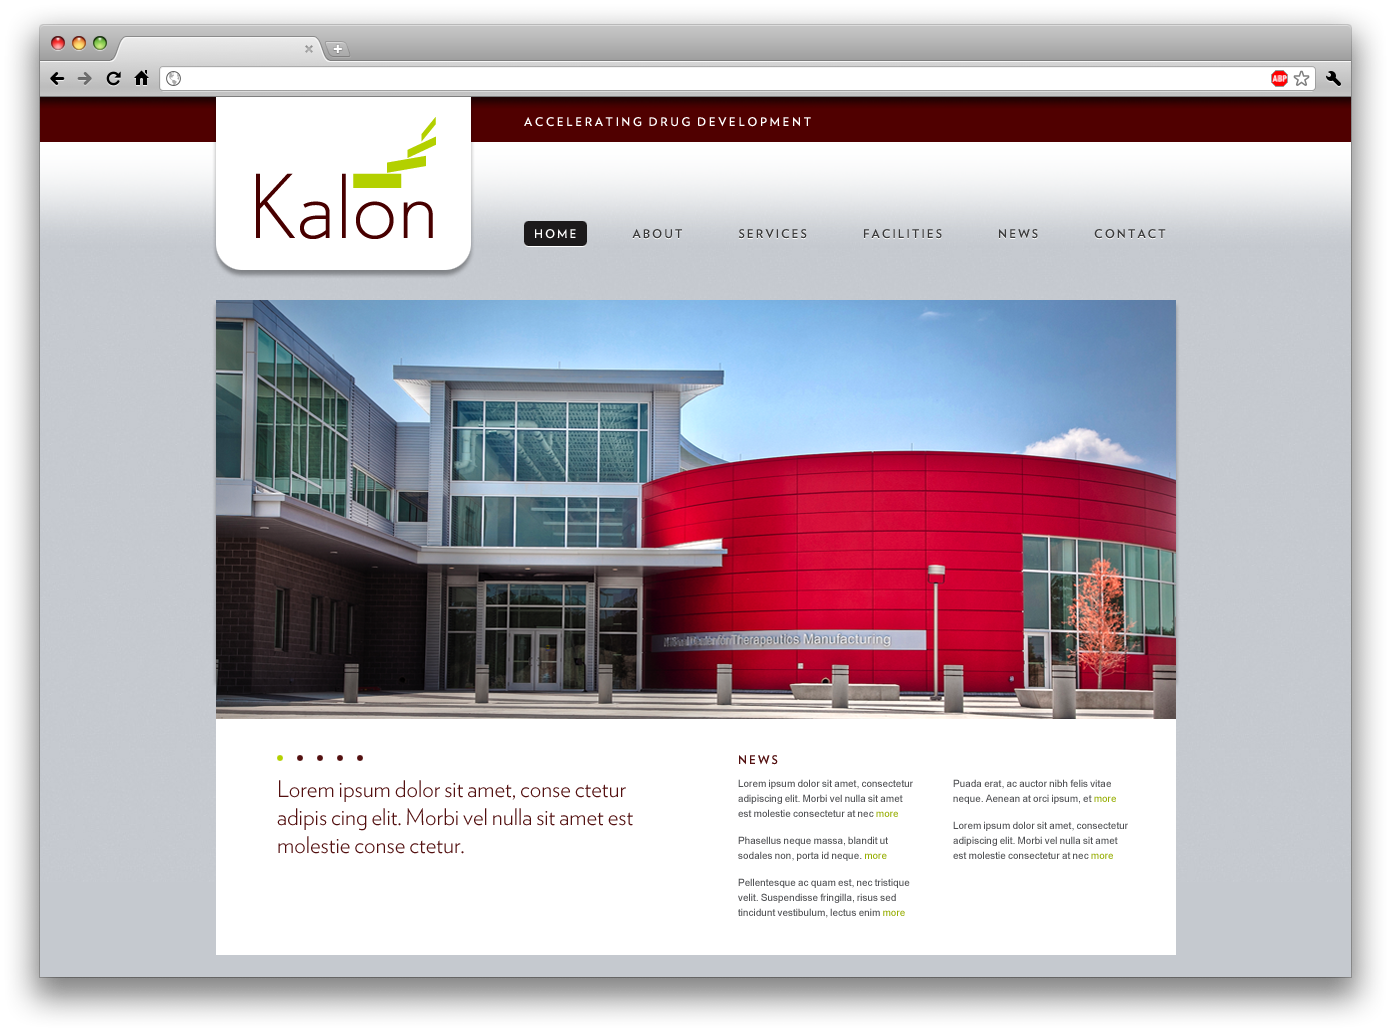 ABP
ACCELERATING DRUG DEVELOPMENT
Kalon
HOME ABOUT SERVICES FACILITIES NEWS CONTACT
Therapeutics Manufacturing
Lorem ipsum dolor sit amet, conse ctetur
adipis cing elit. Morbi vel nulla sit amet est
molestie conse ctetur.
NEWS
Lorem ipsum dolor sit amet, consectetur
adipiscing elit. Morbi vel nulla sit amet
est molestie consectetur at nec more
Phasellus neque massa, blandit ut
sodales non, porta id neque. more
Pellentesque ac quam est, nec tristique
velit. Suspendisse fringilla, risus sed
tincidunt vestibulum, lectus enim more
Puada erat, ac auctor nibh felis vitae
neque. Aenean at orci ipsum, et more
Lorem ipsum dolor sit amet, consectetur
adipiscing elit. Morbi vel nulla sit amet
est molestie consectetur at nec more